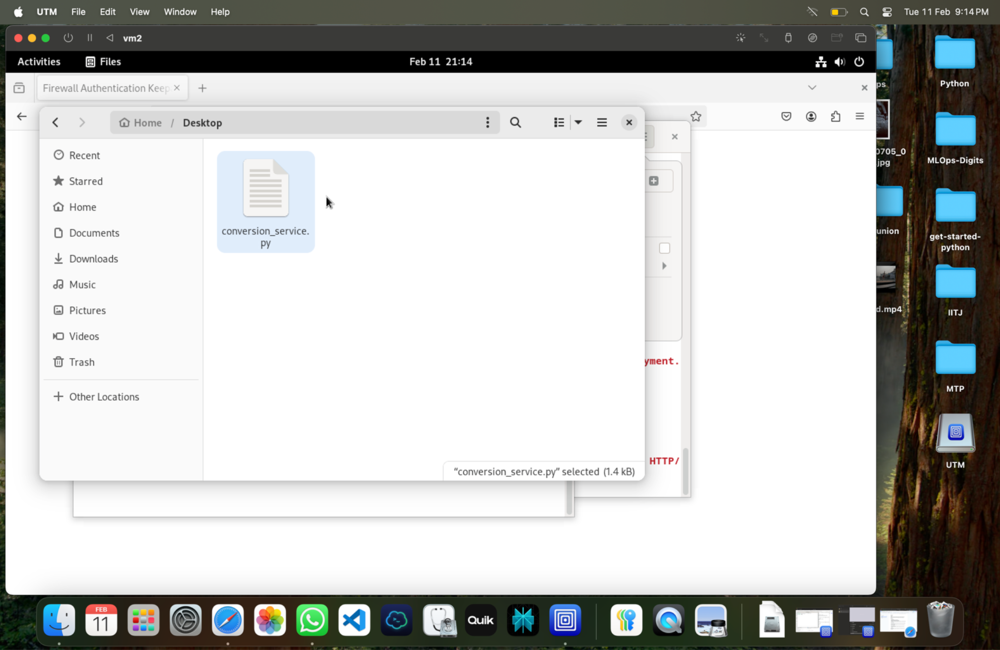 UTM File Edit View Window Help Tue 11 Feb 9:14 PM
vm2
Activities Files Feb 11 21:14
Firewall Authentication Keep
Home / Desktop
Recent
Starred
Home
Documents
Downloads
Music
Pictures
Videos
Trash
Other Locations
conversion_service.
py
"conversion_service.py" selected (1.4 kB)
yment.
HTTP/
ps
0705_0
jpg
union
d.mp4
Python
MLOps-Digits
get-started-
python
IITJ
MTP
UTM
FEB
11
Quik